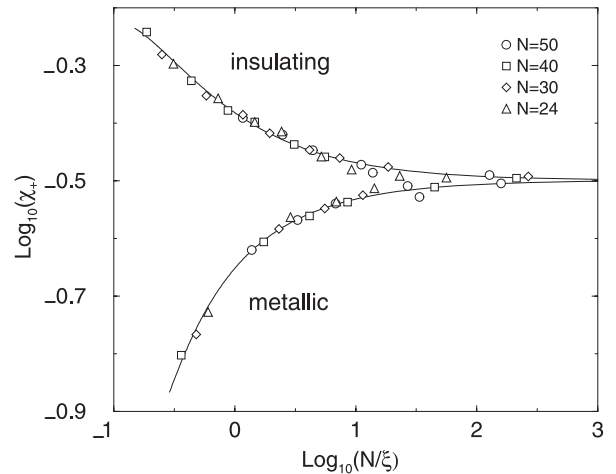 −0.3
−0.5
−0.7
−0.9
Log₁₀(χ₊)
insulating
metallic
N=50
N=40
N=30
N=24
−1
0
1
2
3
Log₁₀(N/ξ)